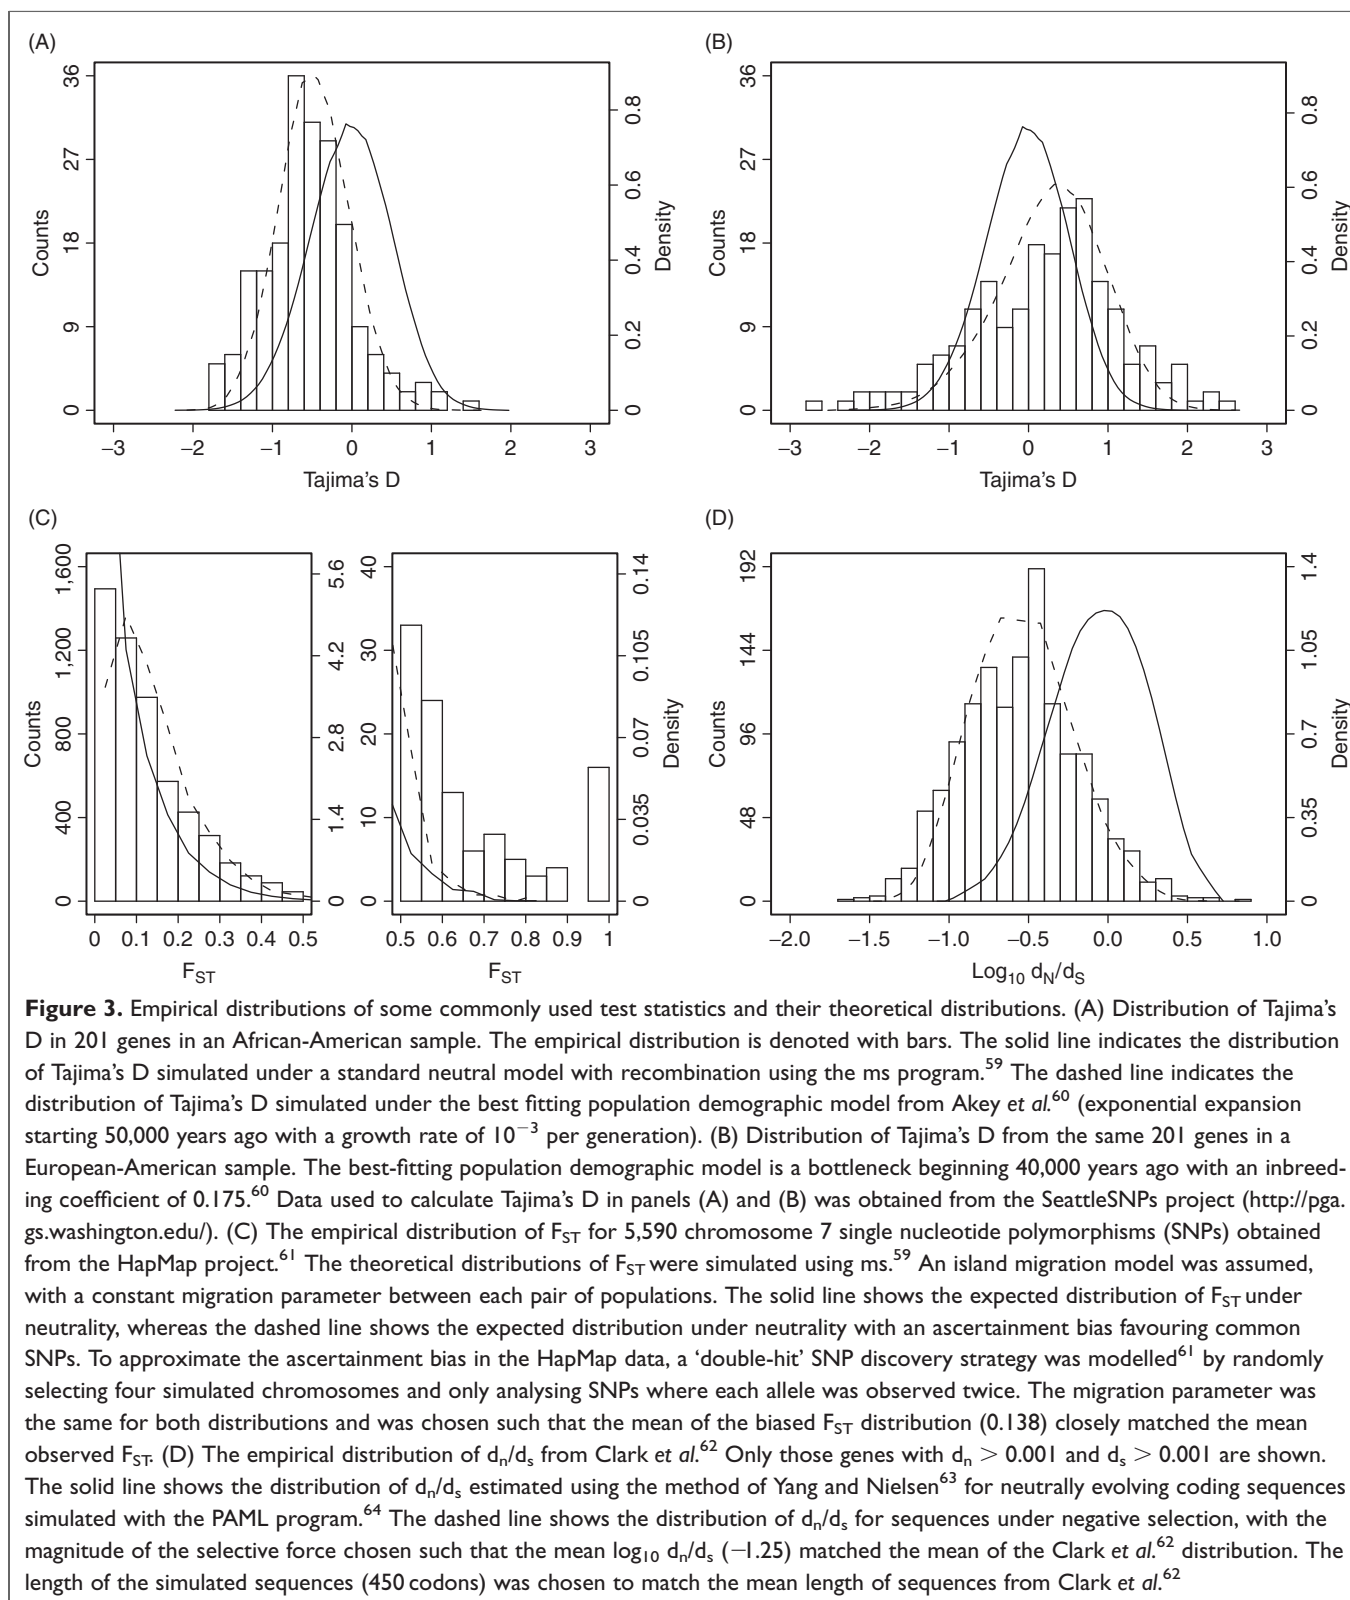 (A)
(B)
36
27
18
9
0
Counts
0.8
0.6
0.4
0.2
0
Density
−3 −2 −1 0 1 2 3
Tajima's D
36
27
18
9
0
Counts
0.8
0.6
0.4
0.2
0
Density
−3 −2 −1 0 1 2 3
Tajima's D
(C)
(D)
1,600
1,200
800
400
0
Counts
5.6
4.2
2.8
1.4
0
0 0.1 0.2 0.3 0.4 0.5
FST
40
30
20
10
0
0.14
0.105
0.07
0.035
0
Density
0.5 0.6 0.7 0.8 0.9 1
FST
192
144
96
48
0
Counts
1.4
1.05
0.7
0.35
0
Density
−2.0 −1.5 −1.0 −0.5 0.0 0.5 1.0
Log10 dN/dS
Figure 3. Empirical distributions of some commonly used test statistics and their theoretical distributions. (A) Distribution of Tajima's
D in 201 genes in an African-American sample. The empirical distribution is denoted with bars. The solid line indicates the distribution
of Tajima's D simulated under a standard neutral model with recombination using the ms program.59 The dashed line indicates the
distribution of Tajima's D simulated under the best fitting population demographic model from Akey et al.60 (exponential expansion
starting 50,000 years ago with a growth rate of 10−3 per generation). (B) Distribution of Tajima's D from the same 201 genes in a
European-American sample. The best-fitting population demographic model is a bottleneck beginning 40,000 years ago with an inbreed-
ing coefficient of 0.175.60 Data used to calculate Tajima's D in panels (A) and (B) was obtained from the SeattleSNPs project (http://pga.
gs.washington.edu/). (C) The empirical distribution of FST for 5,590 chromosome 7 single nucleotide polymorphisms (SNPs) obtained
from the HapMap project.61 The theoretical distributions of FST were simulated using ms.59 An island migration model was assumed,
with a constant migration parameter between each pair of populations. The solid line shows the expected distribution of FST under
neutrality, whereas the dashed line shows the expected distribution under neutrality with an ascertainment bias favouring common
SNPs. To approximate the ascertainment bias in the HapMap data, a 'double-hit' SNP discovery strategy was modelled61 by randomly
selecting four simulated chromosomes and only analysing SNPs where each allele was observed twice. The migration parameter was
the same for both distributions and was chosen such that the mean of the biased FST distribution (0.138) closely matched the mean
observed FST. (D) The empirical distribution of dn/ds from Clark et al.62 Only those genes with dn > 0.001 and ds > 0.001 are shown.
The solid line shows the distribution of dn/ds estimated using the method of Yang and Nielsen63 for neutrally evolving coding sequences
simulated with the PAML program.64 The dashed line shows the distribution of dn/ds for sequences under negative selection, with the
magnitude of the selective force chosen such that the mean log10 dn/ds (−1.25) matched the mean of the Clark et al.62 distribution. The
length of the simulated sequences (450 codons) was chosen to match the mean length of sequences from Clark et al.62